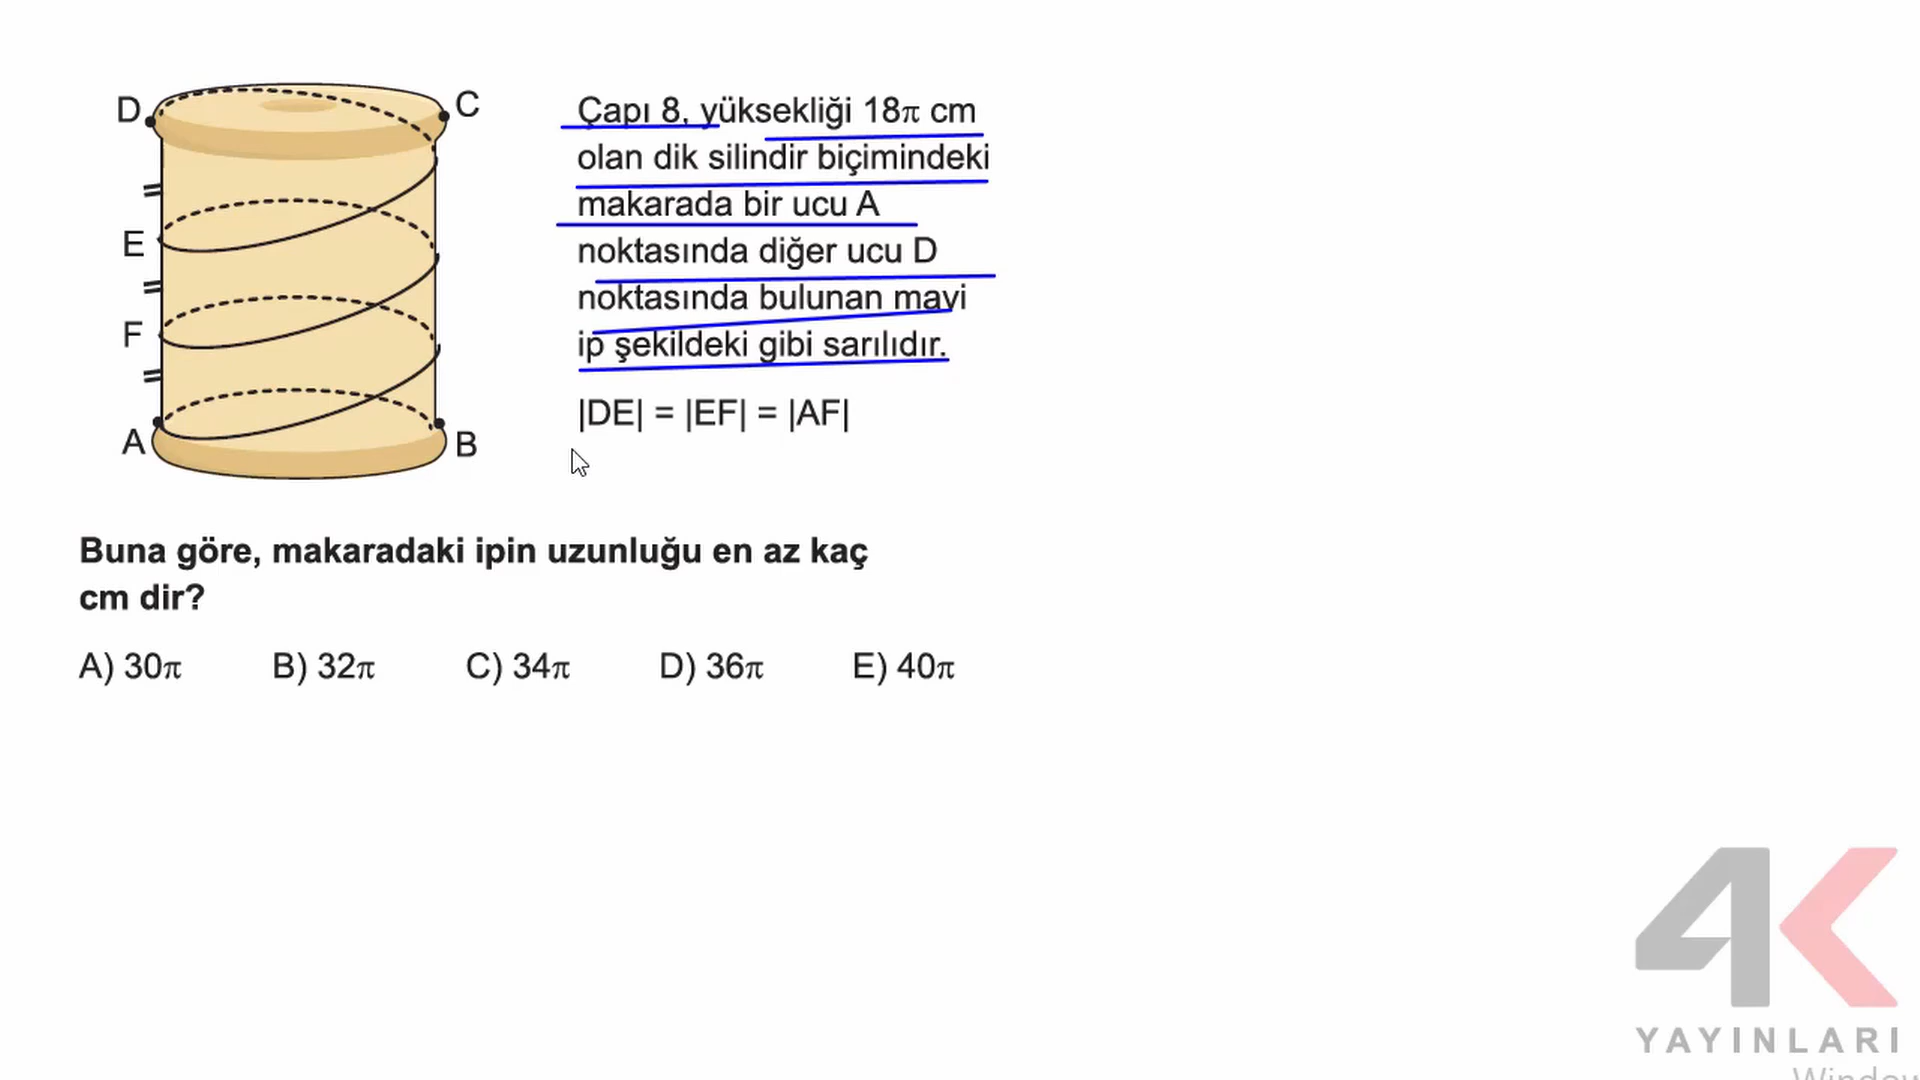 D
C
E
F
A
B
Çapı 8, yüksekliği 18π cm
olan dik silindir biçimindeki
makarada bir ucu A
noktasında diğer ucu D
noktasında bulunan mavi
ip şekildeki gibi sarılıdır.
|DE| = |EF| = |AF|
Buna göre, makaradaki ipin uzunluğu en az kaç
cm dir?
A) 30π B) 32π C) 34π D) 36π E) 40π
4K
YAYINLARI